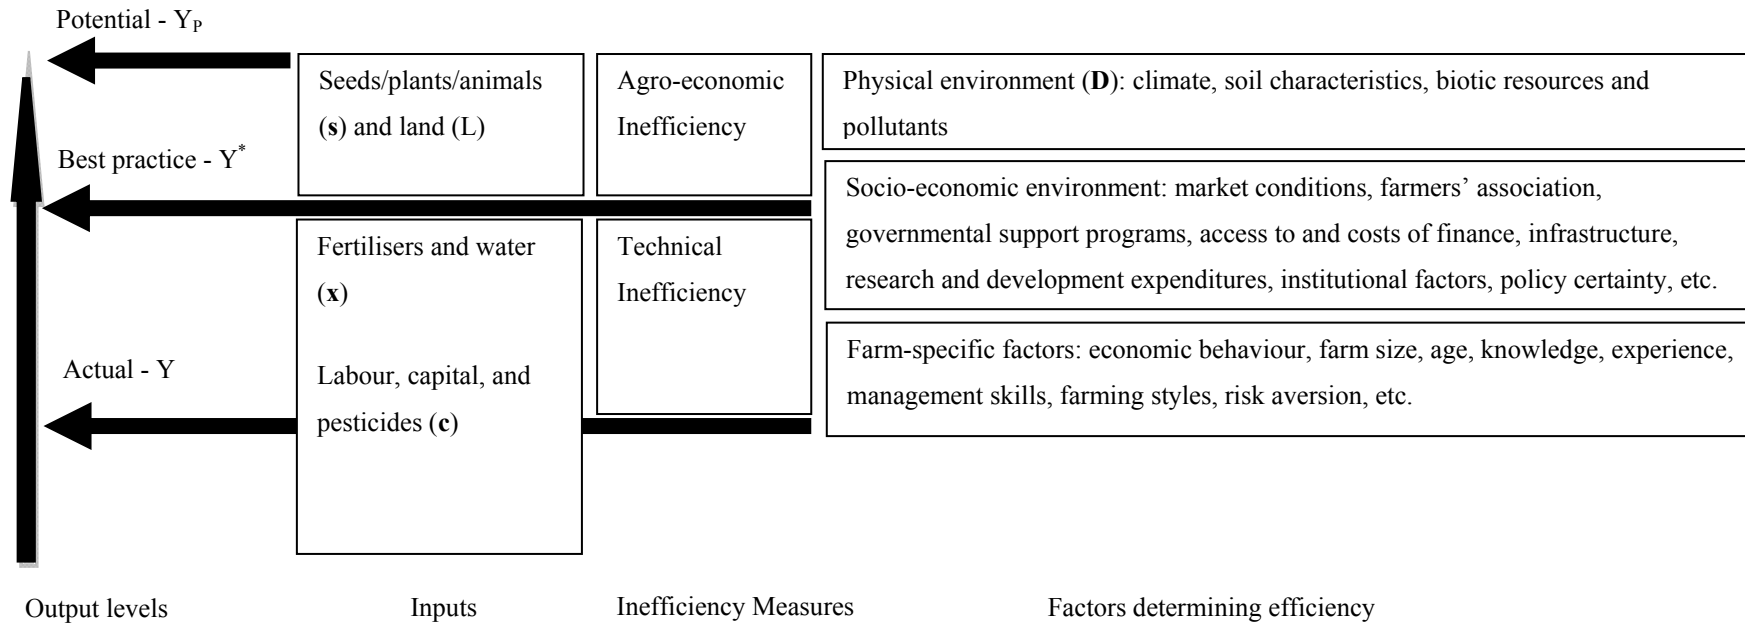 Potential - YP
Seeds/plants/animals
(s) and land (L)
Agro-economic
Inefficiency
Physical environment (D): climate, soil characteristics, biotic resources and
pollutants
Best practice - Y*
Socio-economic environment: market conditions, farmers’ association,
governmental support programs, access to and costs of finance, infrastructure,
research and development expenditures, institutional factors, policy certainty, etc.
Fertilisers and water
(x)
Technical
Inefficiency
Actual - Y
Labour, capital, and
pesticides (c)
Farm-specific factors: economic behaviour, farm size, age, knowledge, experience,
management skills, farming styles, risk aversion, etc.
Output levels
Inputs
Inefficiency Measures
Factors determining efficiency